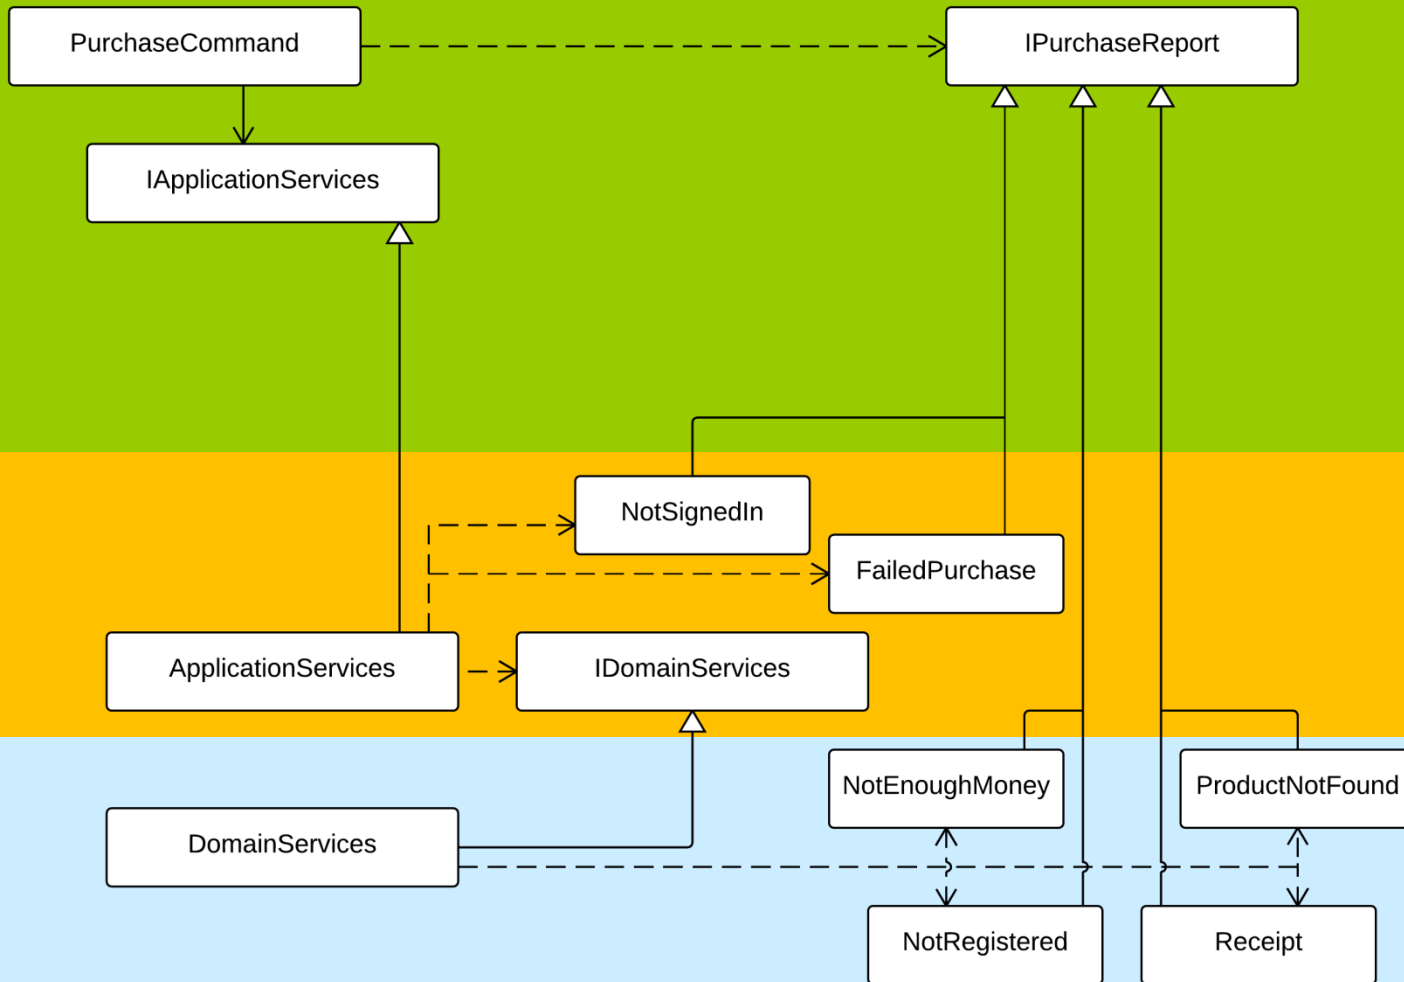 PurchaseCommand
IPurchaseReport
IApplicationServices
NotSignedIn
FailedPurchase
ApplicationServices
IDomainServices
NotEnoughMoney
ProductNotFound
DomainServices
NotRegistered
Receipt